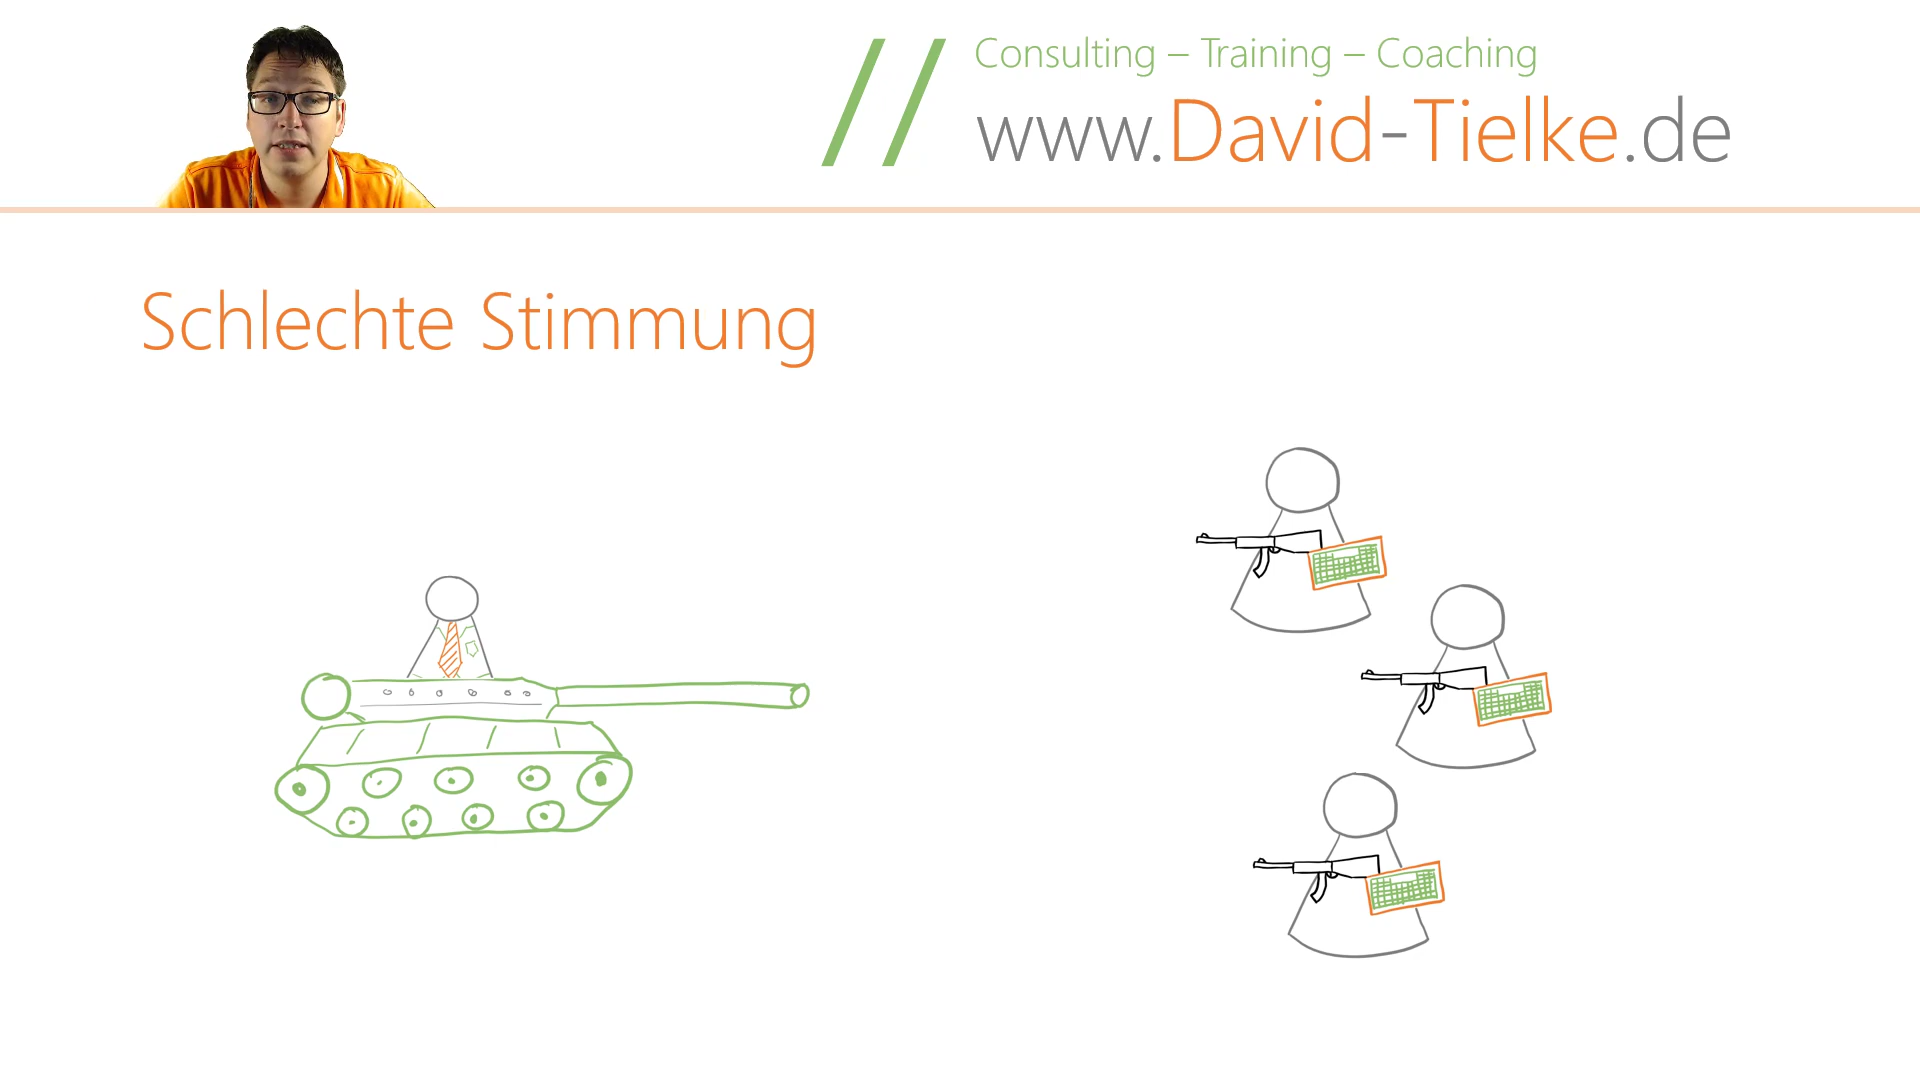 Consulting – Training – Coaching
www.David-Tielke.de
Schlechte Stimmung